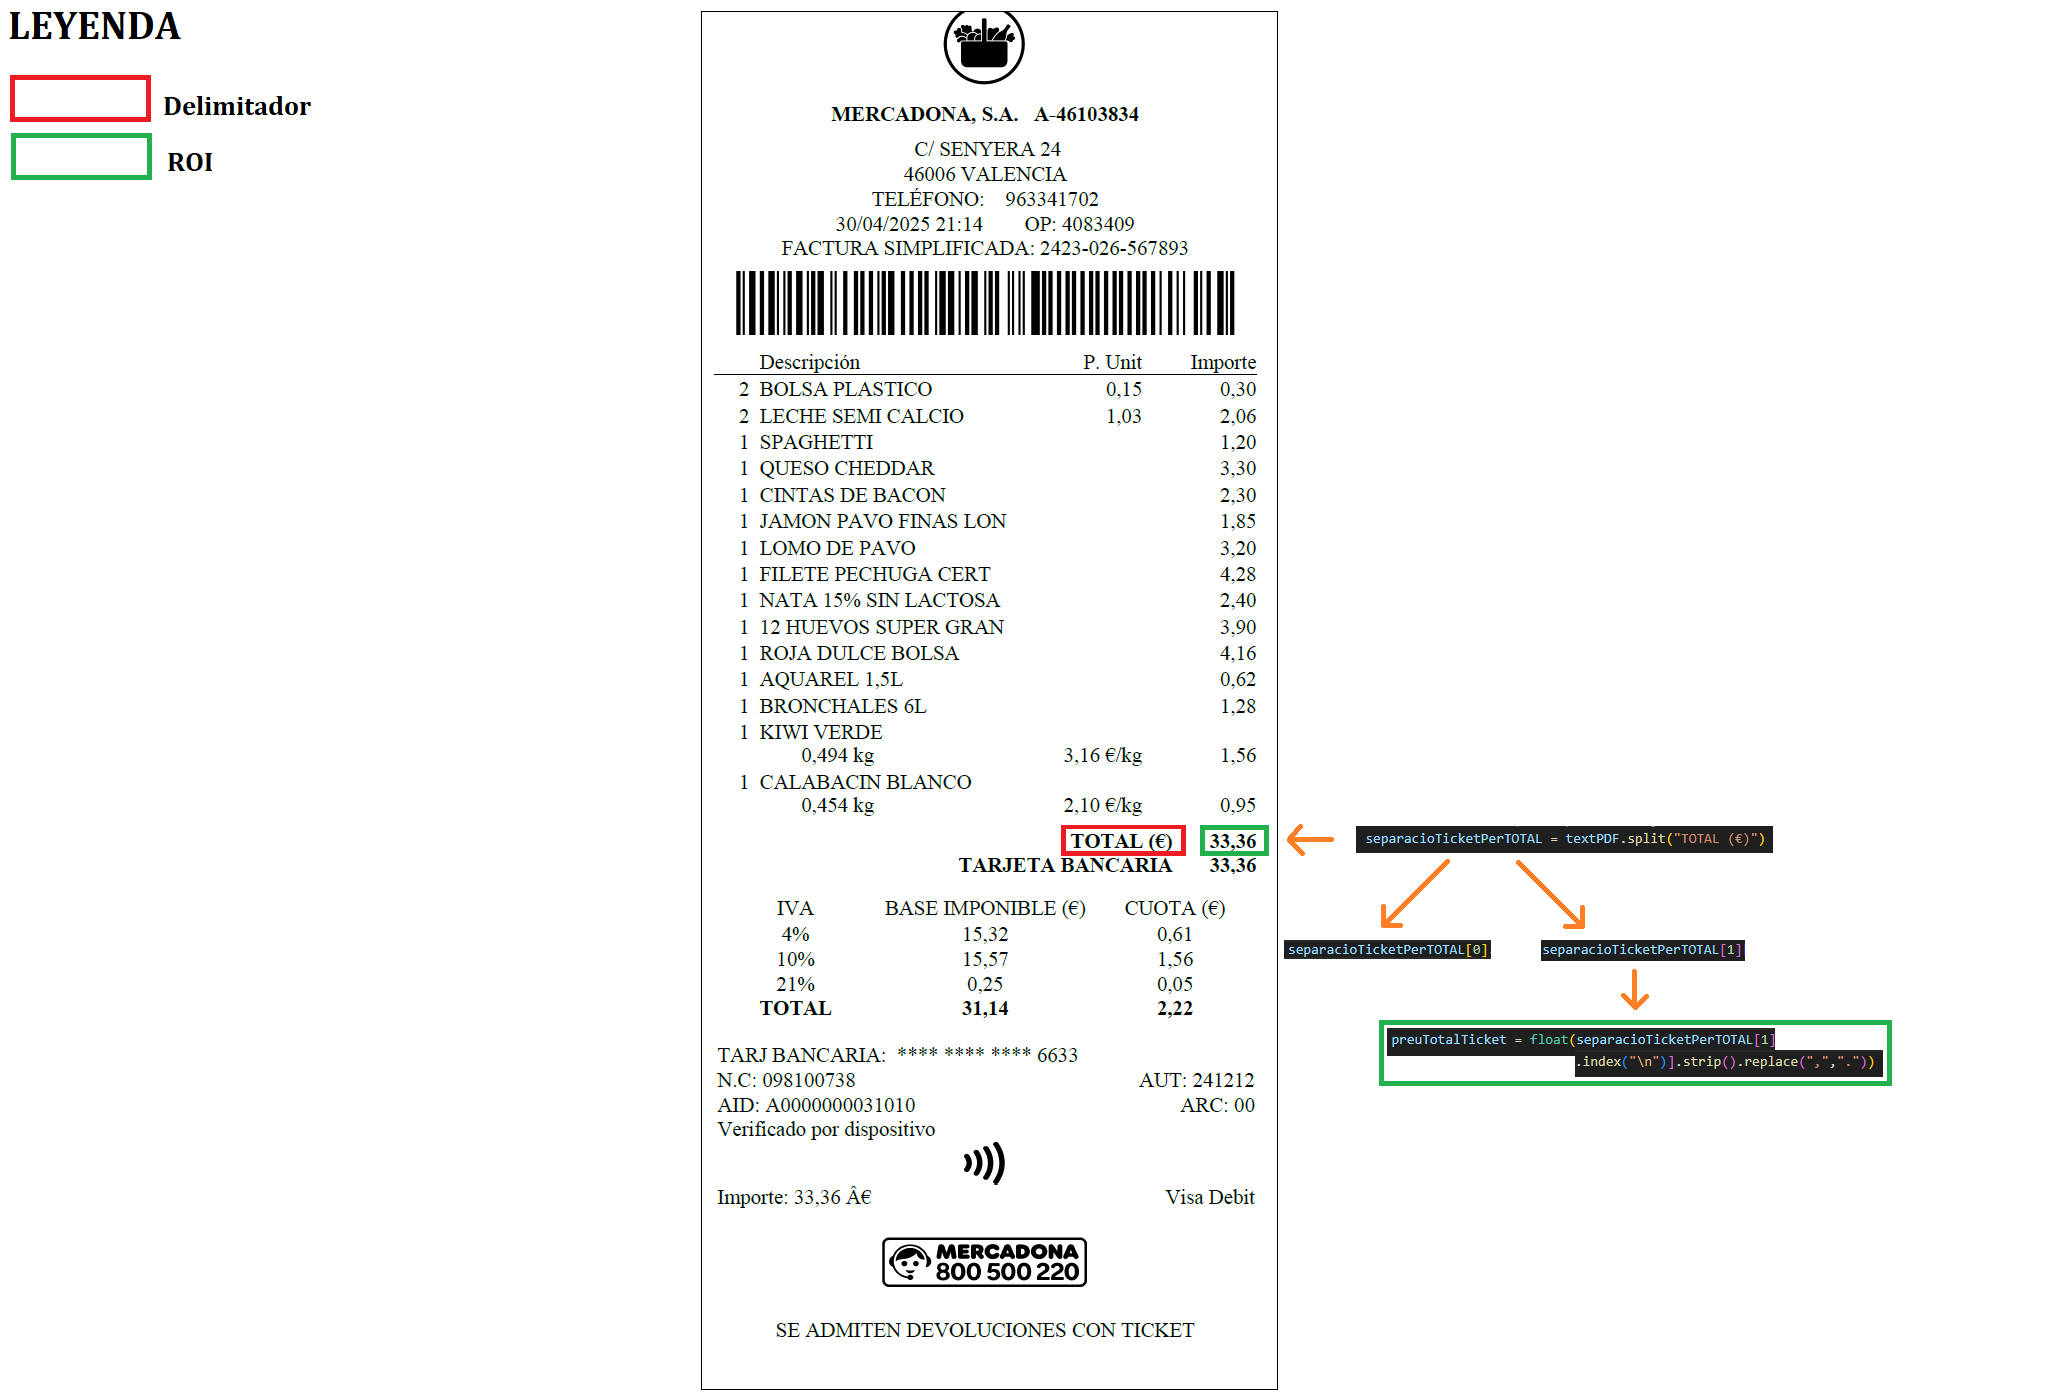 LEYENDA
Delimitador
ROI
MERCADONA, S.A. A-46103834
C/ SENYERA 24
46006 VALENCIA
TELÉFONO: 963341702
30/04/2025 21:14 OP: 4083409
FACTURA SIMPLIFICADA: 2423-026-567893
Descripción P. Unit Importe
2 BOLSA PLASTICO 0,15 0,30
2 LECHE SEMI CALCIO 1,03 2,06
1 SPAGHETTI 1,20
1 QUESO CHEDDAR 3,30
1 CINTAS DE BACON 2,30
1 JAMON PAVO FINAS LON 1,85
1 LOMO DE PAVO 3,20
1 FILETE PECHUGA CERT 4,28
1 NATA 15% SIN LACTOSA 2,40
1 12 HUEVOS SUPER GRAN 3,90
1 ROJA DULCE BOLSA 4,16
1 AQUAREL 1,5L 0,62
1 BRONCHALES 6L 1,28
1 KIWI VERDE
0,494 kg 3,16 €/kg 1,56
1 CALABACIN BLANCO
0,454 kg 2,10 €/kg 0,95
TOTAL (€) 33,36
TARJETA BANCARIA 33,36
IVA BASE IMPONIBLE (€) CUOTA (€)
4% 15,32 0,61
10% 15,57 1,56
21% 0,25 0,05
TOTAL 31,14 2,22
TARJ BANCARIA: **** **** **** 6633
N.C: 098100738 AUT: 241212
AID: A0000000031010 ARC: 00
Verificado por dispositivo
Importe: 33,36 Â€ Visa Debit
MERCADONA
800 500 220
SE ADMITEN DEVOLUCIONES CON TICKET
separacioTicketPerTOTAL = textPDF.split("TOTAL (€)")
separacioTicketPerTOTAL[0]
separacioTicketPerTOTAL[1]
preuTotalTicket = float(separacioTicketPerTOTAL[1]
.index("\n")].strip().replace(",","."))